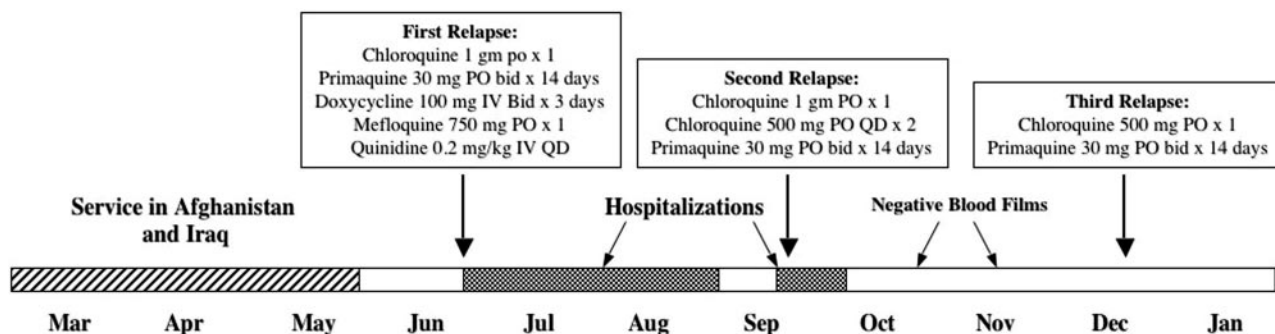 First Relapse:
Chloroquine 1 gm po x 1
Primaquine 30 mg PO bid x 14 days
Doxycycline 100 mg IV Bid x 3 days
Mefloquine 750 mg PO x 1
Quinidine 0.2 mg/kg IV QD
Second Relapse:
Chloroquine 1 gm PO x 1
Chloroquine 500 mg PO QD x 2
Primaquine 30 mg PO bid x 14 days
Third Relapse:
Chloroquine 500 mg PO x 1
Primaquine 30 mg PO bid x 14 days
Service in Afghanistan
and Iraq
Hospitalizations
Negative Blood Films
Mar Apr May Jun Jul Aug Sep Oct Nov Dec Jan